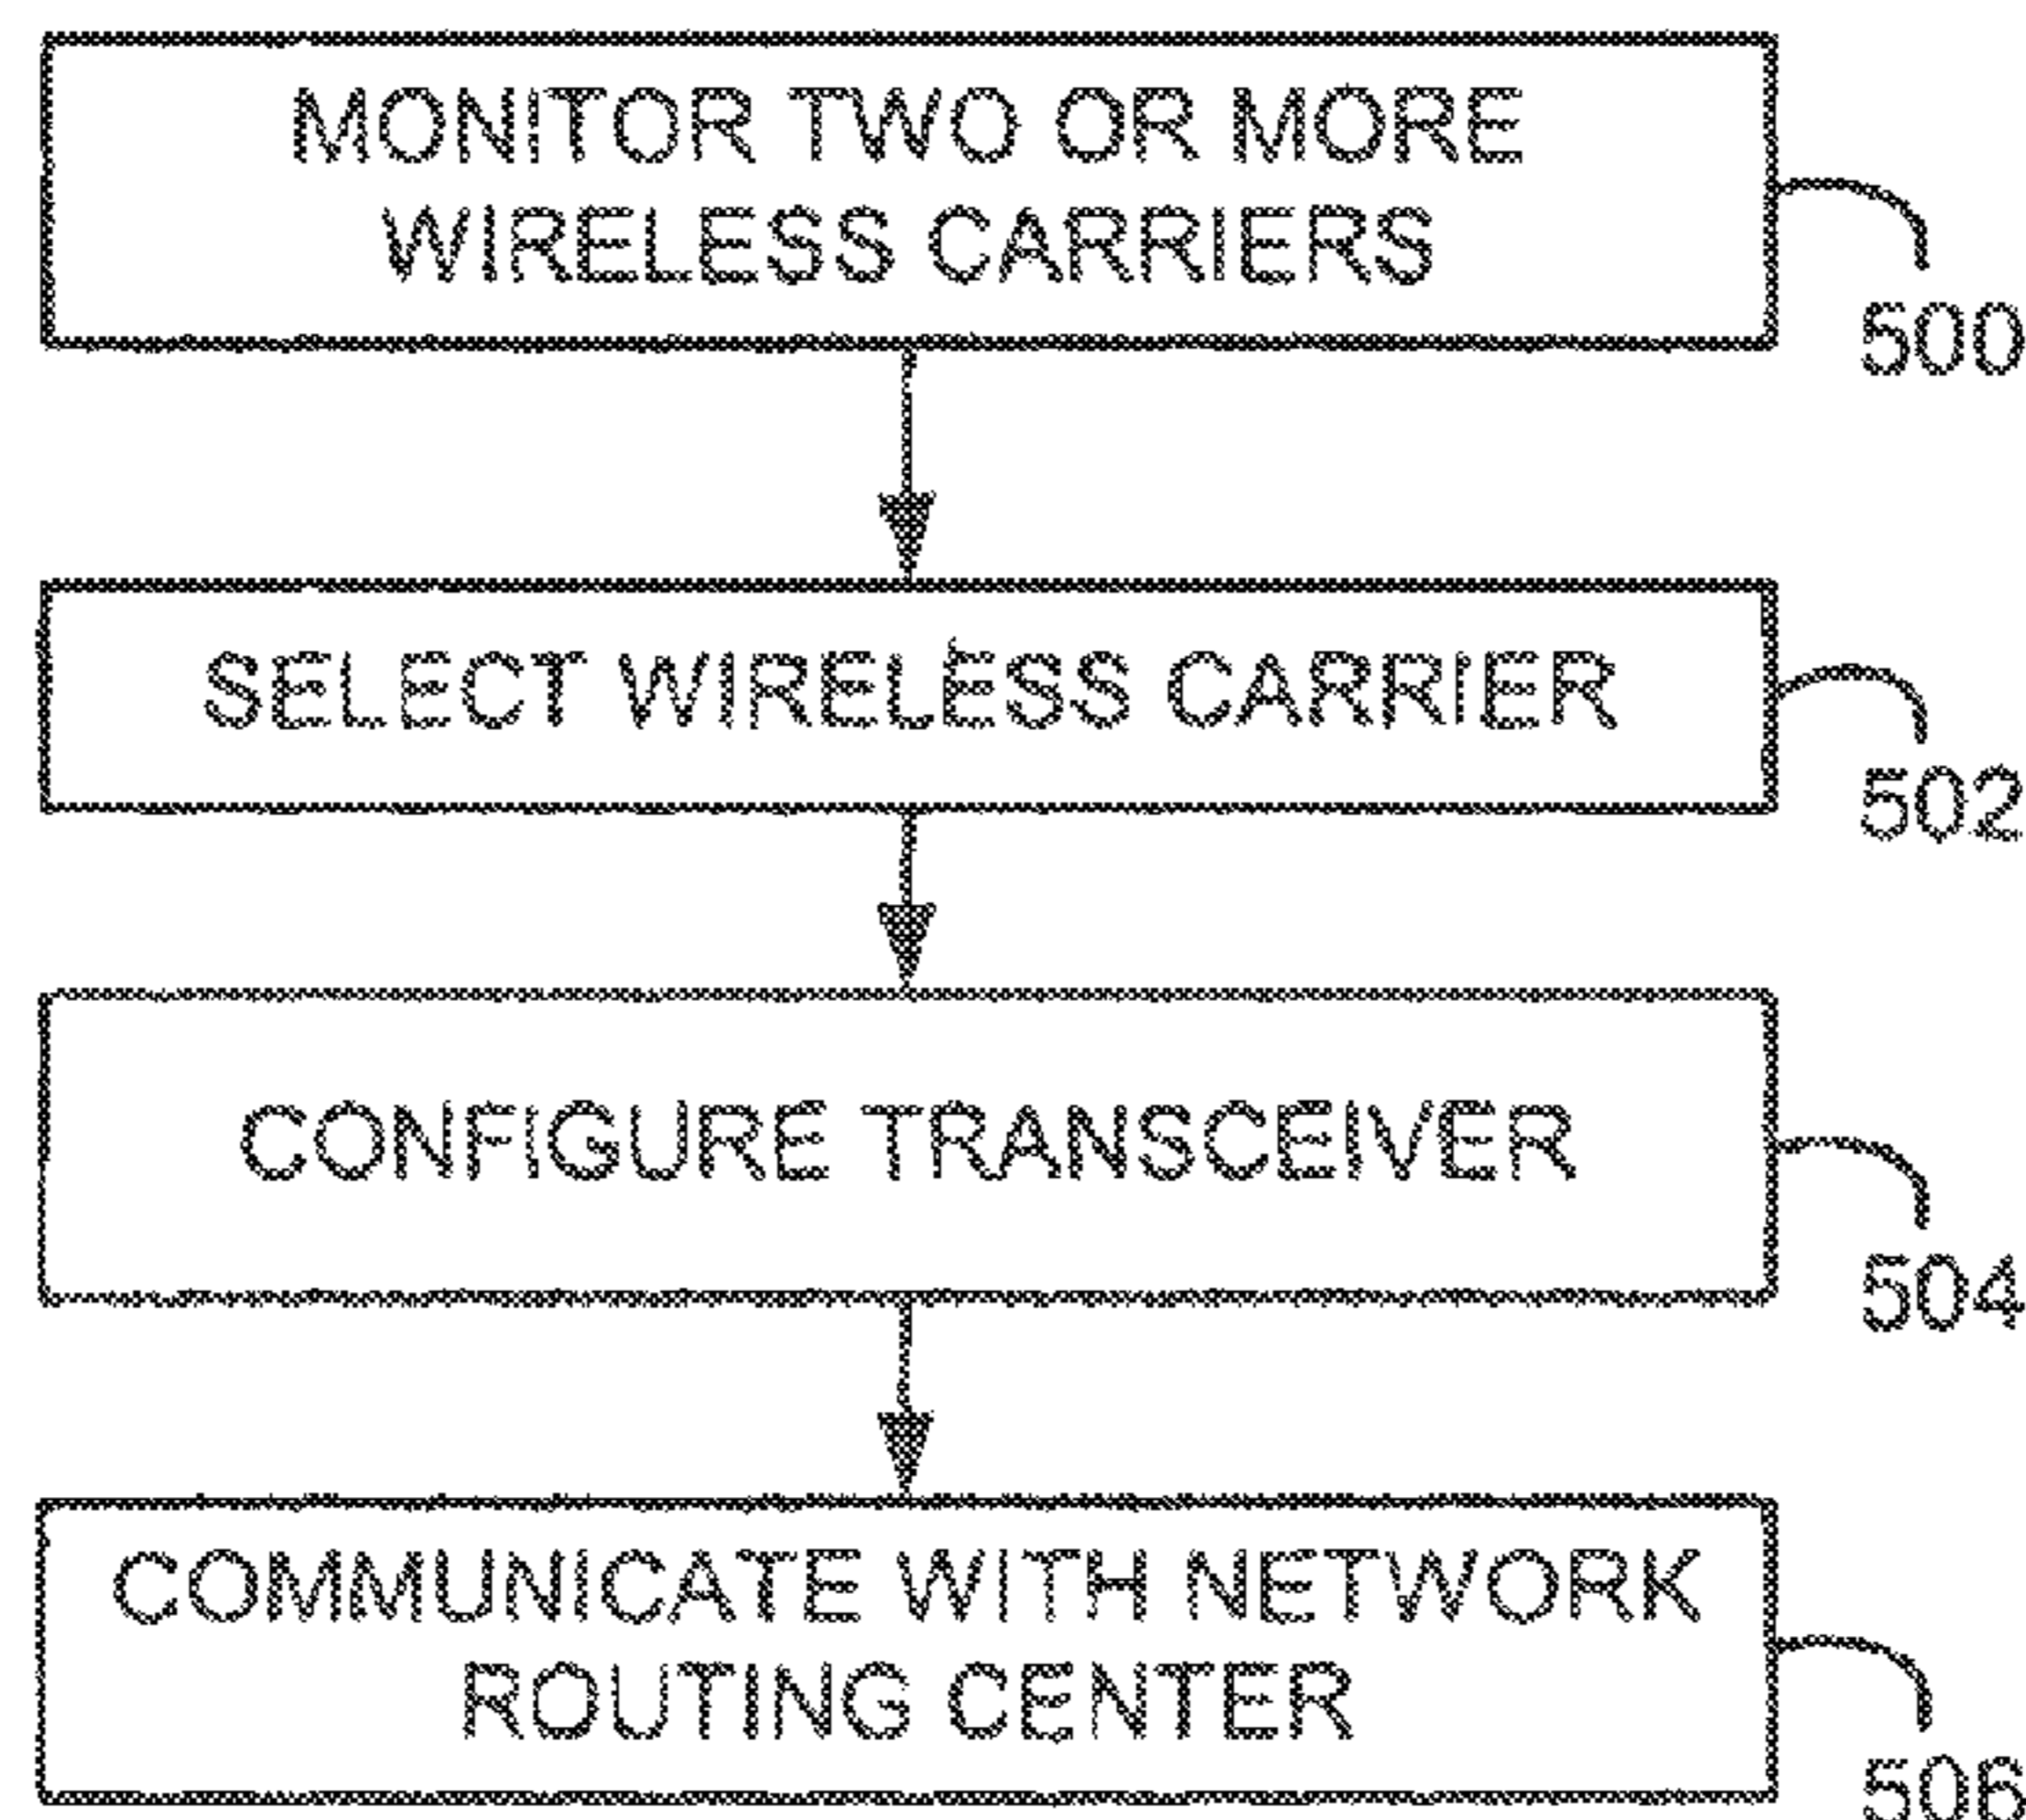 MONITOR TWO OR MORE
WIRELESS CARRIERS
500
SELECT WIRELESS CARRIER
502
CONFIGURE TRANSCEIVER
504
COMMUNICATE WITH NETWORK
ROUTING CENTER
506